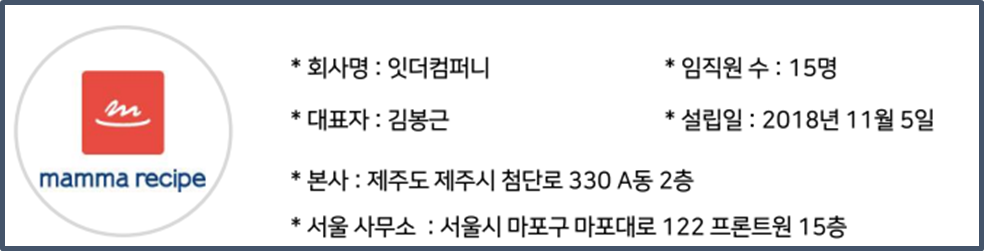 * 회사명 : 잇더컴퍼니 * 임직원 수 : 15명
* 대표자 : 김봉근 * 설립일 : 2018년 11월 5일
m
mamma recipe
* 본사 : 제주도 제주시 첨단로 330 A동 2층
* 서울 사무소 : 서울시 마포구 마포대로 122 프론트원 15층